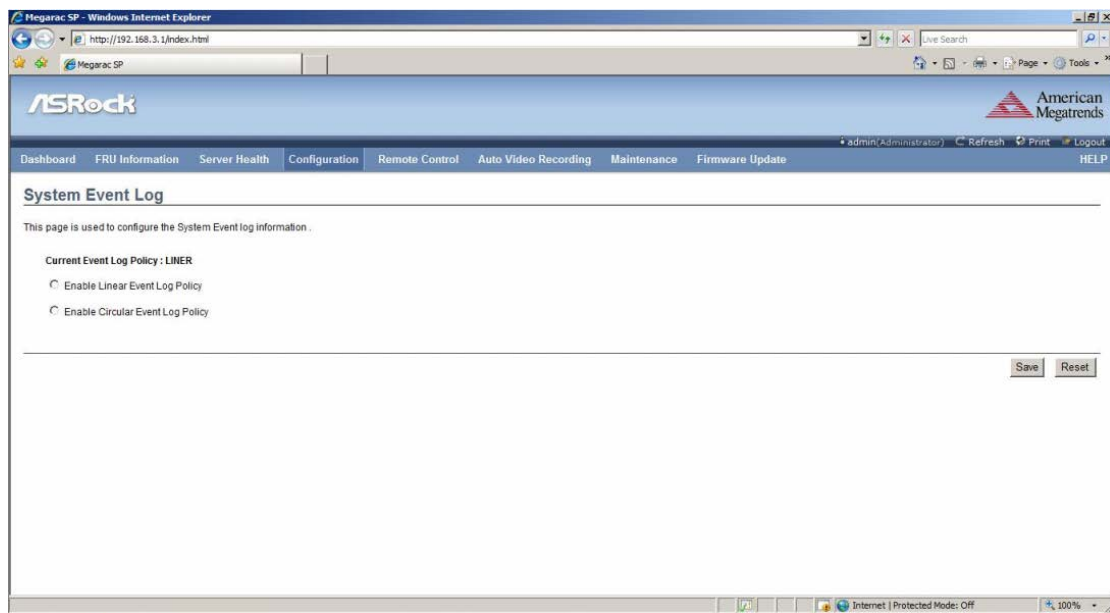 Megarac SP - Windows Internet Explorer
http://192.168.3.1/index.html
Live Search
Megarac SP
Page
Tools
ASRock
American
Megatrends
admin(Administrator) Refresh Print Logout
Dashboard FRU Information Server Health Configuration Remote Control Auto Video Recording Maintenance Firmware Update HELP
System Event Log
This page is used to configure the System Event log information .
Current Event Log Policy : LINER
Enable Linear Event Log Policy
Enable Circular Event Log Policy
Save Reset
Internet | Protected Mode: Off
100%